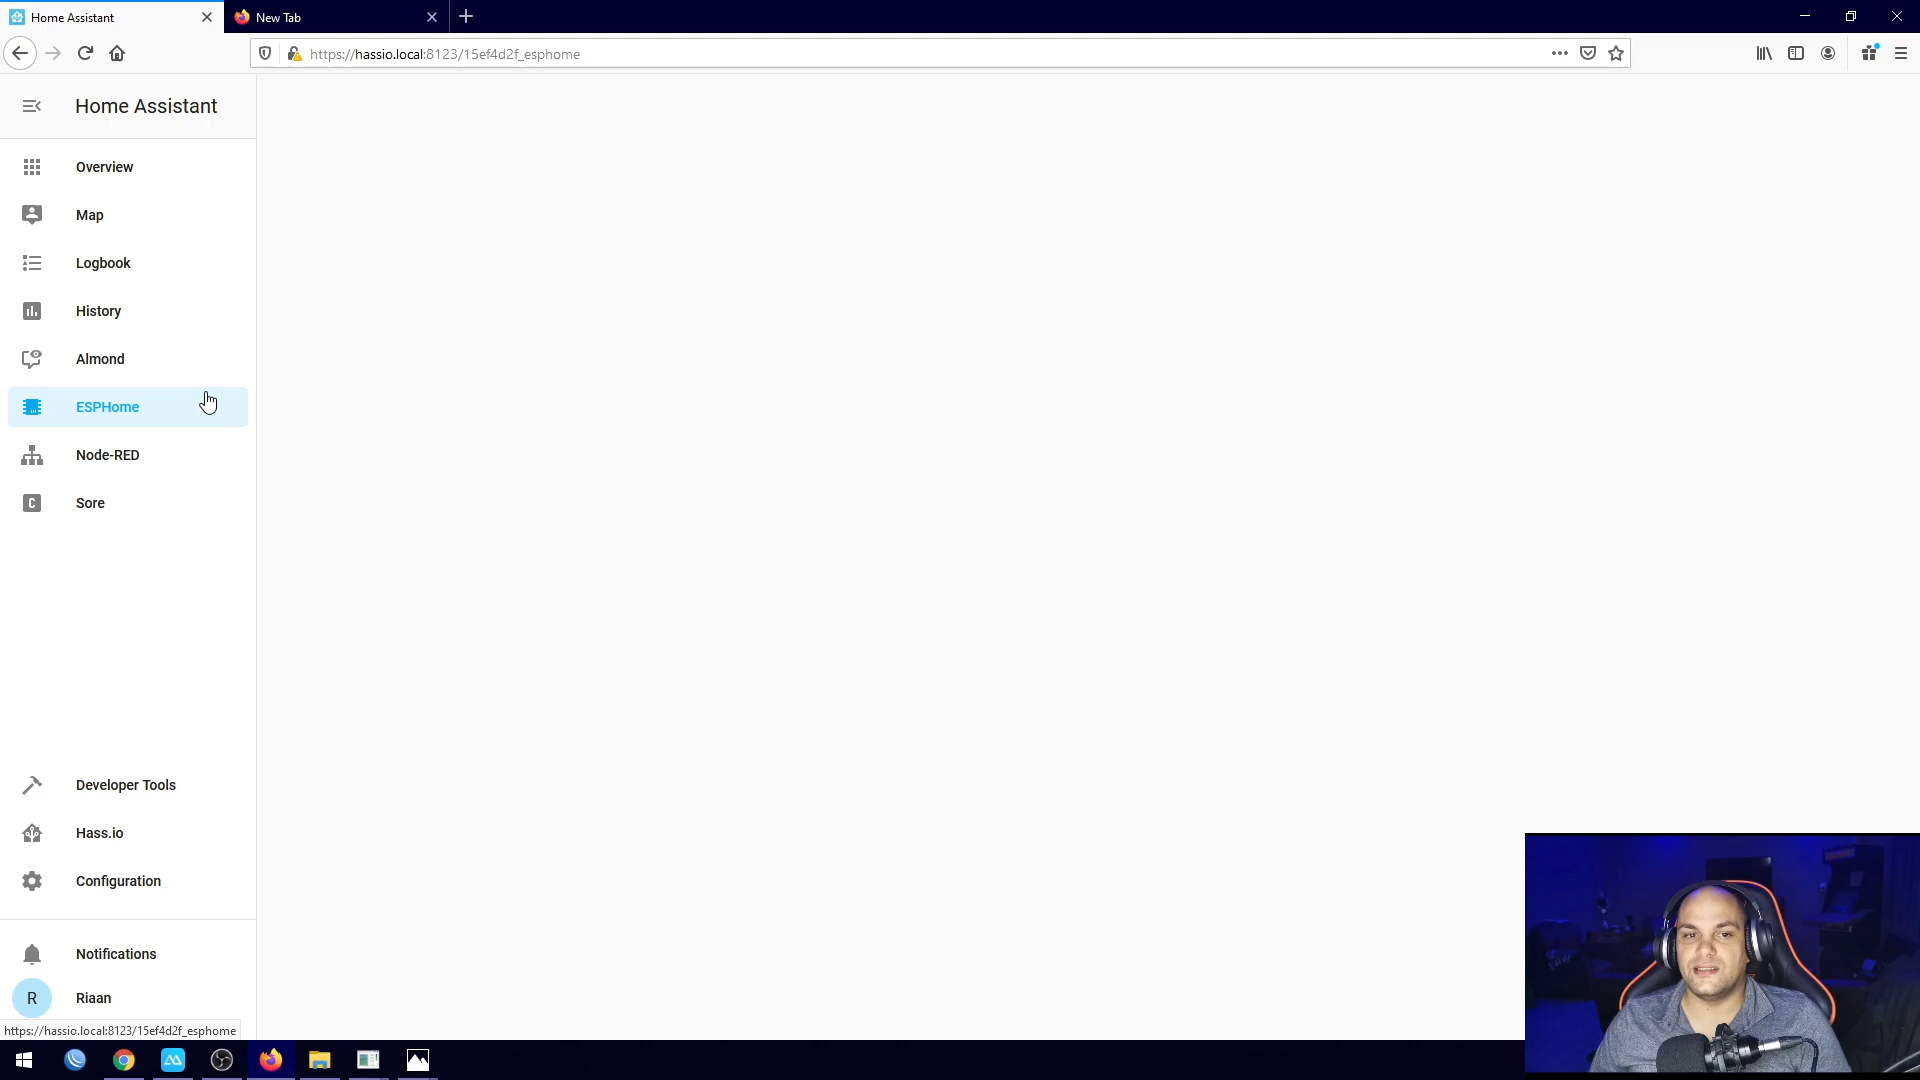 Home Assistant
New Tab
https://hassio.local:8123/15ef4d2f_esphome
Home Assistant
Overview
Map
Logbook
History
Almond
ESPHome
Node-RED
C
Sore
Developer Tools
Hass.io
Configuration
Notifications
R
Riaan
https://hassio.local:8123/15ef4d2f_esphome